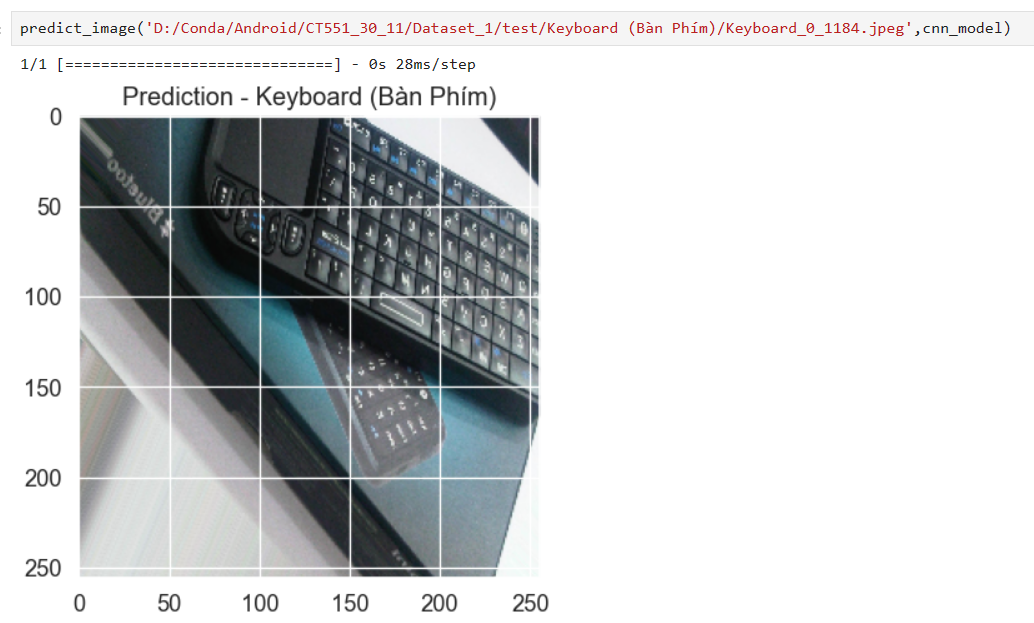 predict_image('D:/Conda/Android/CT551_30_11/Dataset_1/test/Keyboard (Bàn Phím)/Keyboard_0_1184.jpeg',cnn_model)
1/1 [==============================] - 0s 28ms/step
Prediction - Keyboard (Bàn Phím)
0
50
100
150
200
250
0 50 100 150 200 250